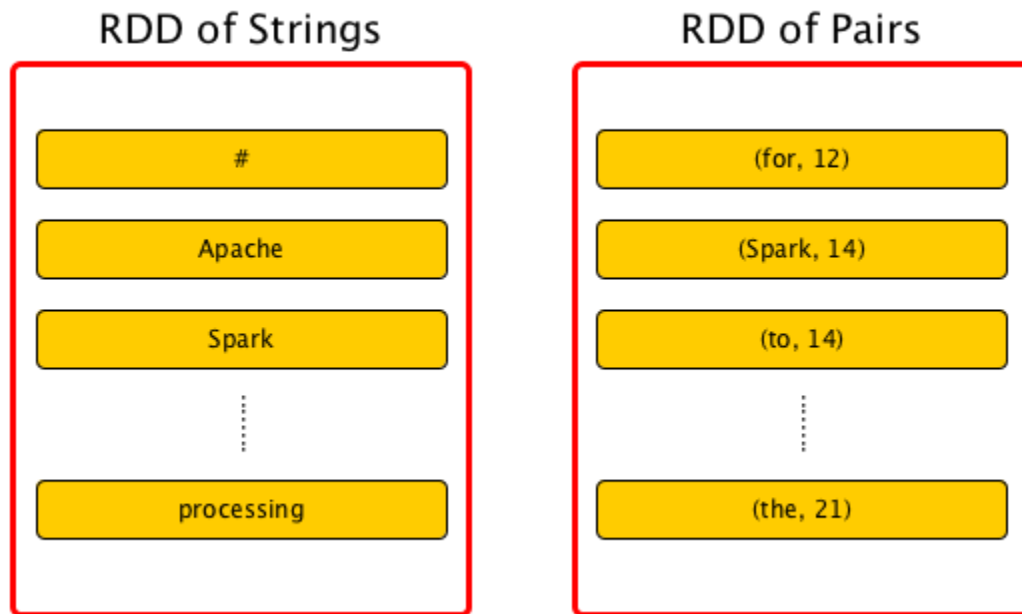 RDD of Strings
#
Apache
Spark
processing
RDD of Pairs
(for, 12)
(Spark, 14)
(to, 14)
(the, 21)